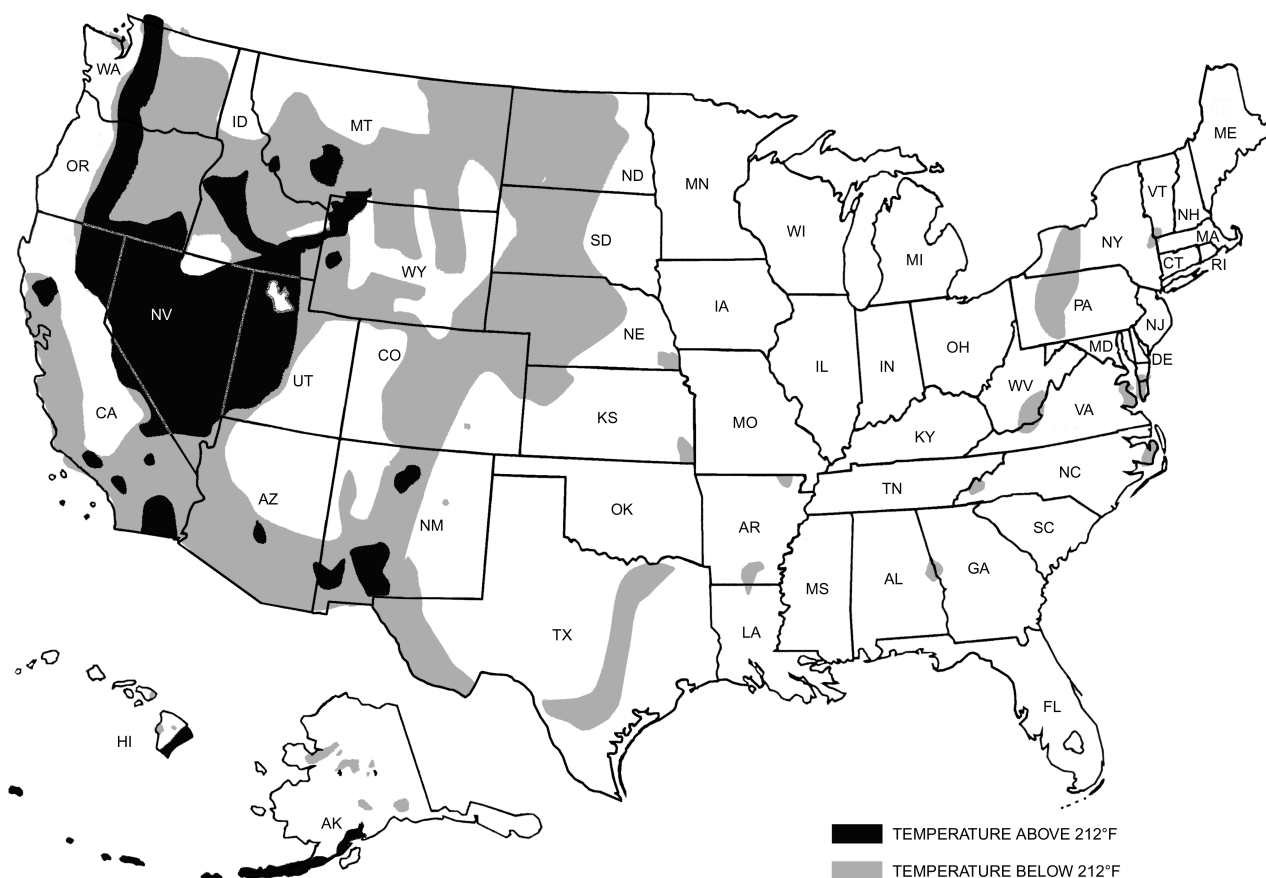 WA
OR
ID
MT
ND
MN
SD
WI
MI
NY
VT
NH
ME
MA
CT
RI
WY
NV
CA
UT
CO
NE
IA
IL
IN
OH
PA
NJ
MD
DE
WV
VA
KS
MO
KY
AZ
NM
OK
AR
TN
NC
SC
MS
AL
GA
TX
LA
FL
HI
AK
TEMPERATURE ABOVE 212°F
TEMPERATURE BELOW 212°F